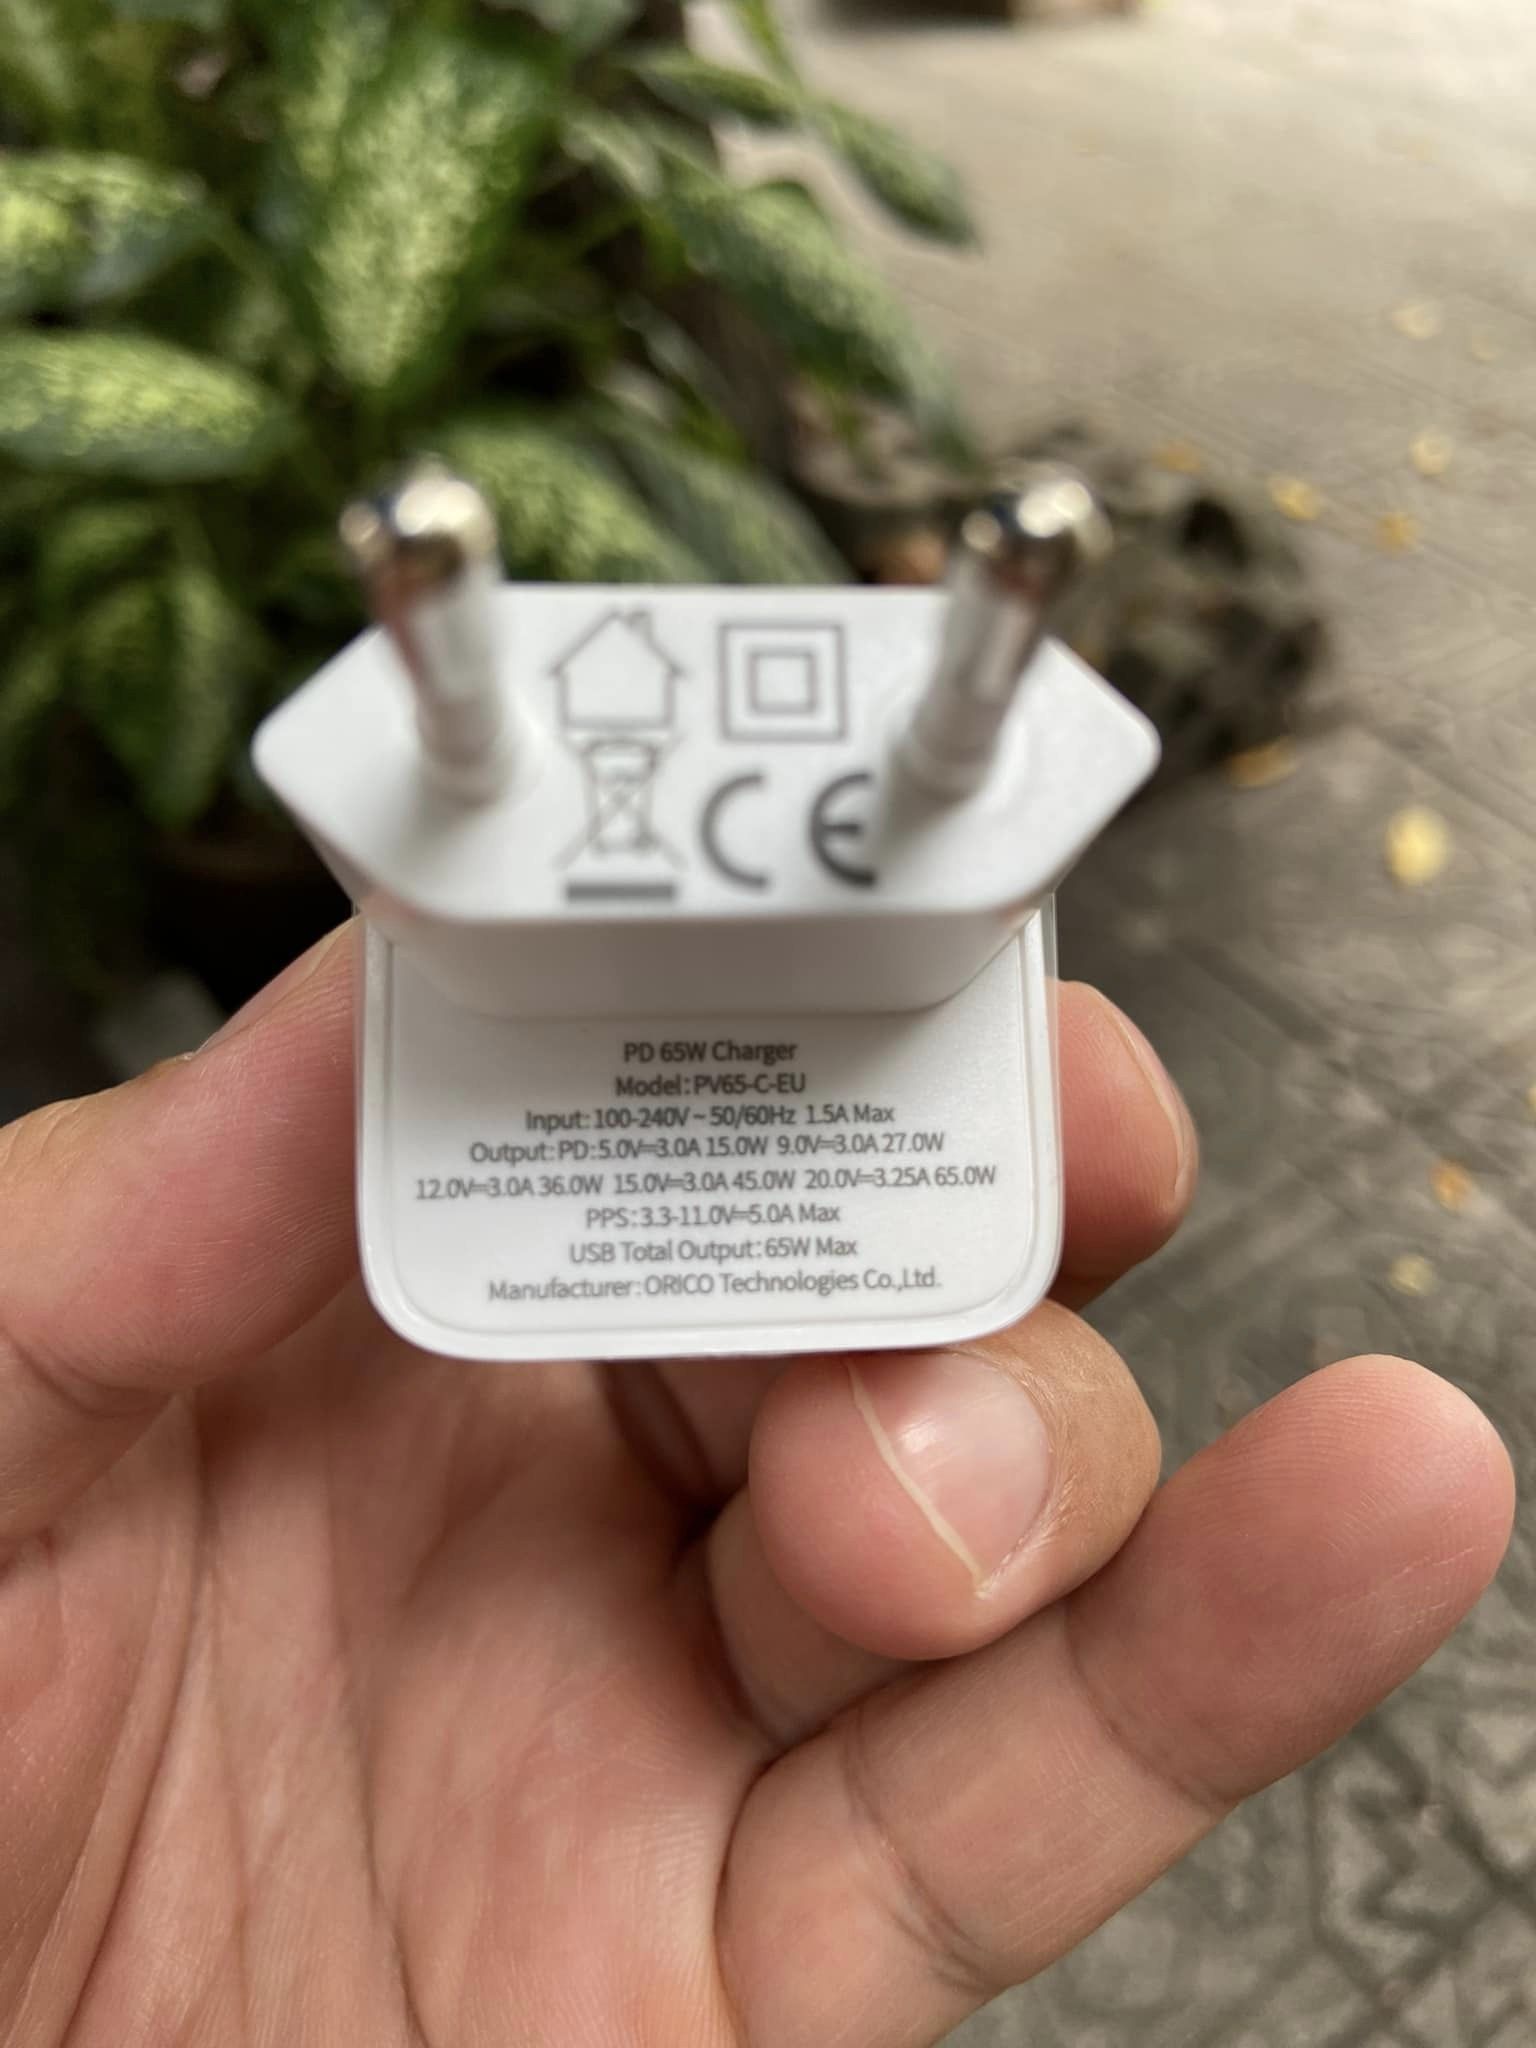 CE
PD 65W Charger
Model:PV65-C-EU
Input:100-240V~50/60Hz 1.5A Max
Output:PD:5.0V⎓3.0A 15.0W 9.0V⎓3.0A 27.0W
12.0V⎓3.0A 36.0W 15.0V⎓3.0A 45.0W 20.0V⎓3.25A 65.0W
PPS:3.3-11.0V⎓5.0A Max
USB Total Output:65W Max
Manufacturer:ORICO Technologies Co.,Ltd.